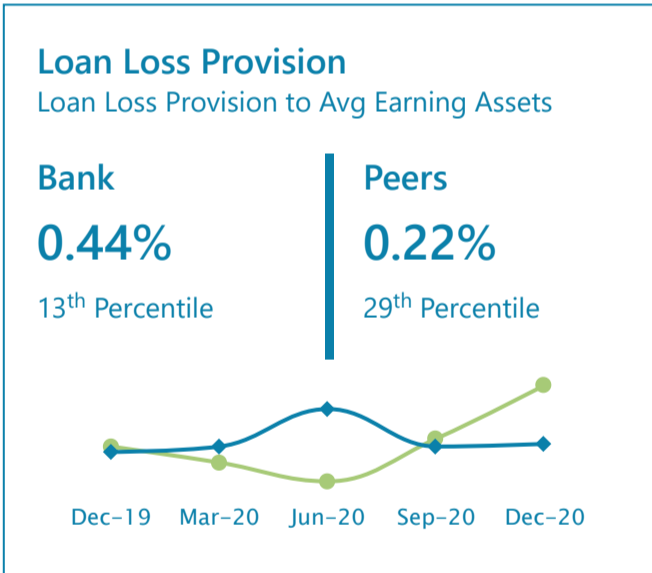 Loan Loss Provision
Loan Loss Provision to Avg Earning Assets
Bank
0.44%
13th Percentile
Peers
0.22%
29th Percentile
Dec-19 Mar-20 Jun-20 Sep-20 Dec-20